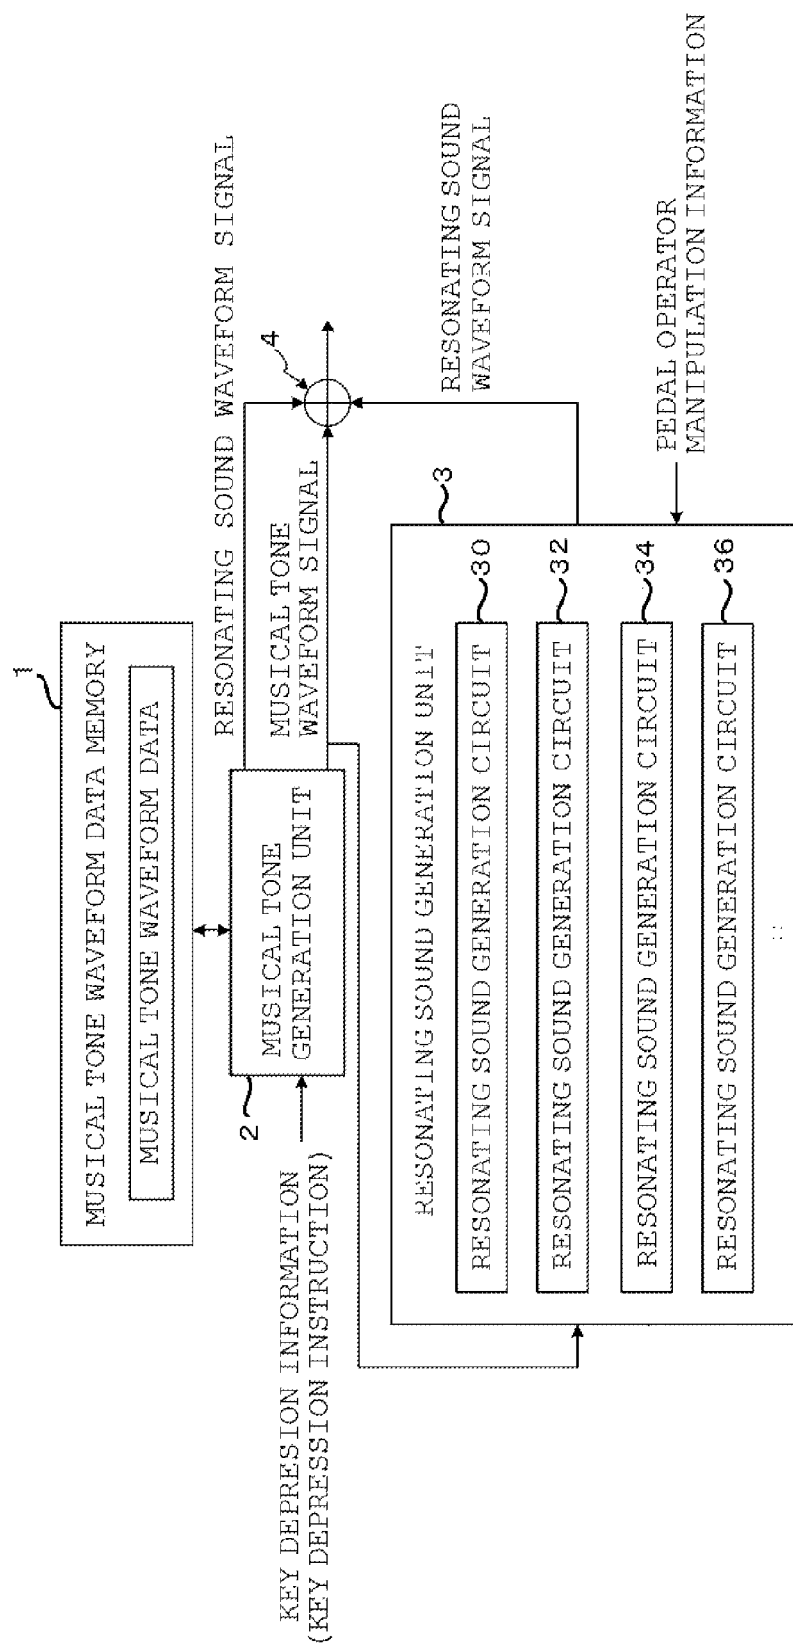 1
MUSICAL TONE WAVEFORM DATA MEMORY
MUSICAL TONE WAVEFORM DATA
RESONATING SOUND WAVEFORM SIGNAL
2
MUSICAL TONE
GENERATION UNIT
MUSICAL TONE
WAVEFORM SIGNAL
4
KEY DEPRESION INFORMATION
(KEY DEPRESSION INSTRUCTION)
RESONATING SOUND
WAVEFORM SIGNAL
3
RESONATING SOUND GENERATION UNIT
RESONATING SOUND GENERATION CIRCUIT
30
RESONATING SOUND GENERATION CIRCUIT
32
RESONATING SOUND GENERATION CIRCUIT
34
RESONATING SOUND GENERATION CIRCUIT
36
::
PEDAL OPERATOR
MANIPULATION INFORMATION